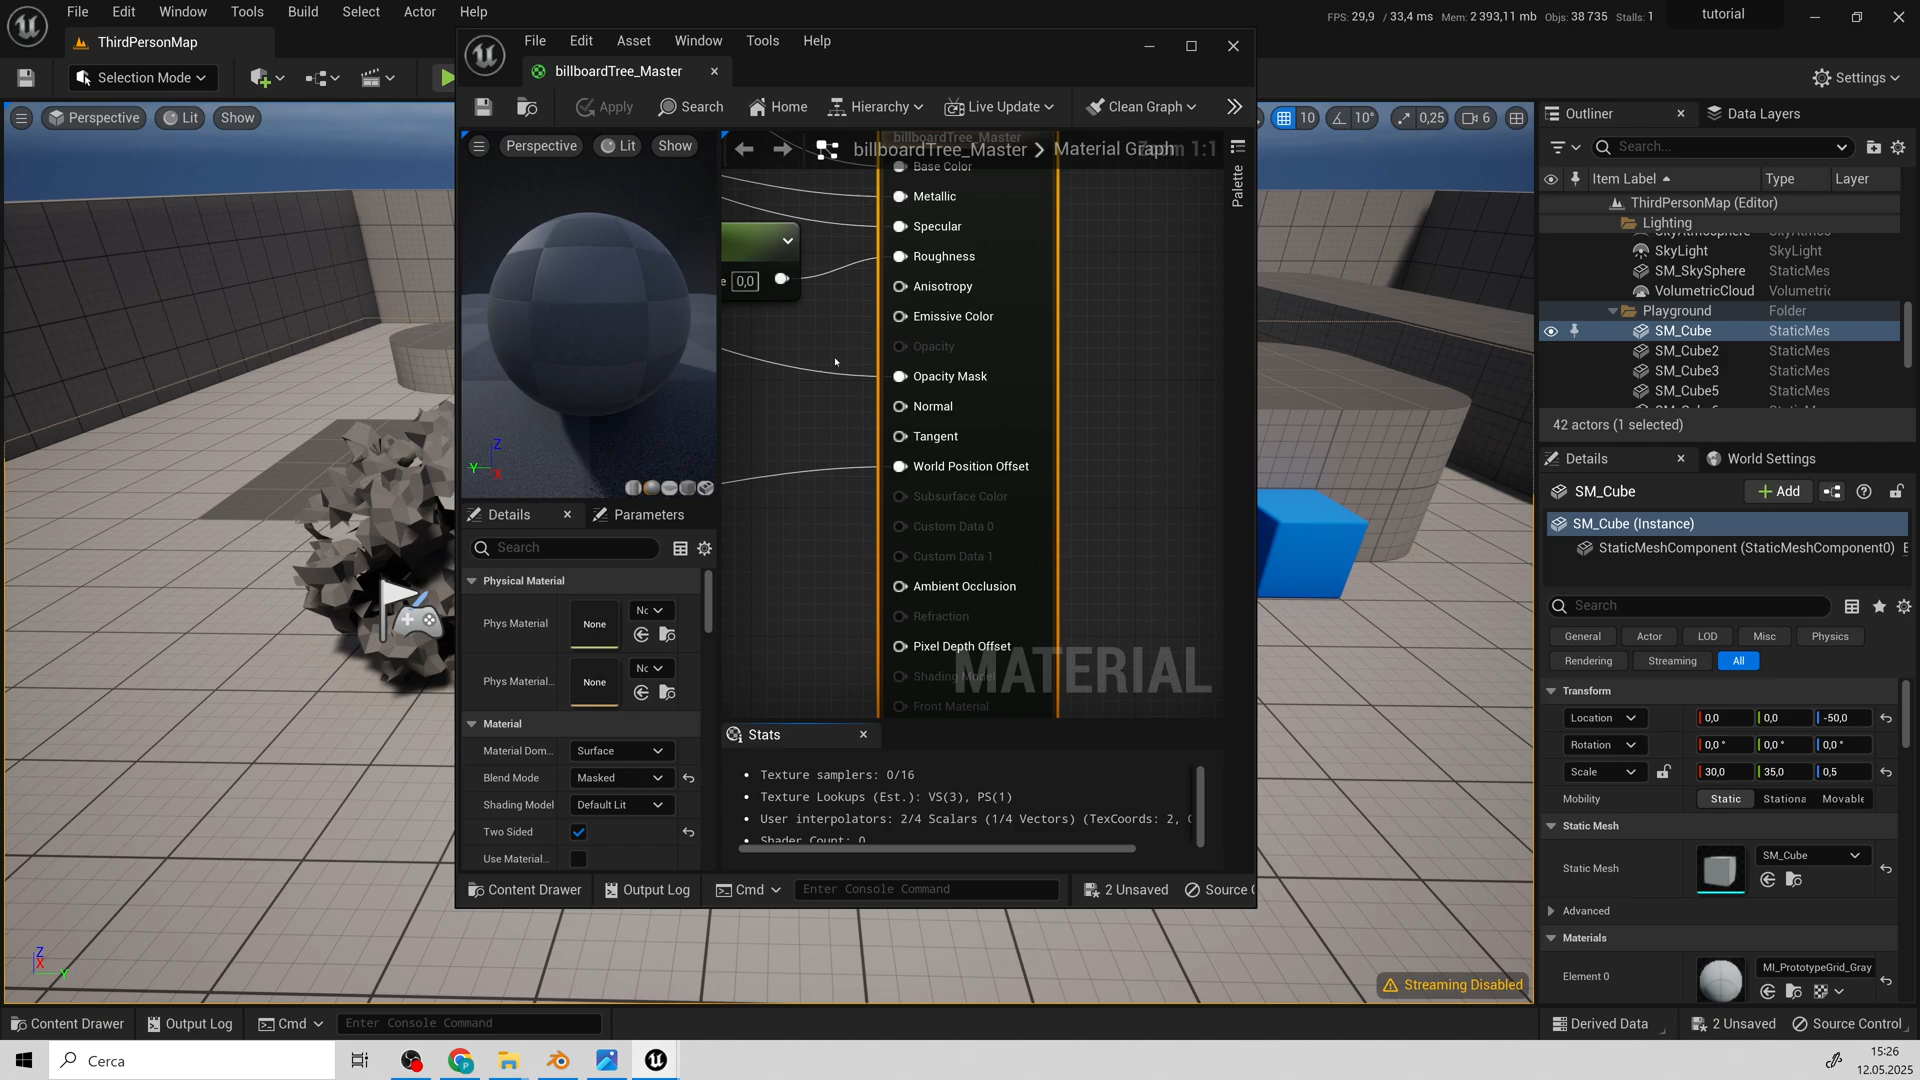 File Edit Window Tools Build Select Actor Help
FPS: 29,9 / 33,4 ms Mem: 2 393,11 mb Objs: 38 735 Stalls: 1
tutorial
ThirdPersonMap
Selection Mode
Settings
Perspective Lit Show
10 10° 0,25 6
File Edit Asset Window Tools Help
billboardTree_Master
Apply Search Home Hierarchy Live Update Clean Graph
Perspective Lit Show
billboardTree_Master > Material Graph
Zoom 1:1
Palette
billboardTree_Master
Base Color
Metallic
Specular
Roughness
0,0
Anisotropy
Emissive Color
Opacity
Opacity Mask
Normal
Tangent
World Position Offset
Subsurface Color
Custom Data 0
Custom Data 1
Ambient Occlusion
Refraction
Pixel Depth Offset
Shading Model
Front Material
MATERIAL
Z
Y
X
Details Parameters
Search
Physical Material
Phys Material None Nc
Phys Material... None Nc
Material
Material Dom... Surface
Blend Mode Masked
Shading Model Default Lit
Two Sided
Use Material...
Stats
• Texture samplers: 0/16
• Texture Lookups (Est.): VS(3), PS(1)
• User interpolators: 2/4 Scalars (1/4 Vectors) (TexCoords: 2,
• Shader Count: 0
Content Drawer Output Log Cmd Enter Console Command 2 Unsaved Source C
Outliner Data Layers
Search...
Item Label Type Layer
ThirdPersonMap (Editor)
Lighting
SkyAtmosphere SkyAtmos
SkyLight SkyLight
SM_SkySphere StaticMes
VolumetricCloud Volumetric
Playground Folder
SM_Cube StaticMes
SM_Cube2 StaticMes
SM_Cube3 StaticMes
SM_Cube5 StaticMes
42 actors (1 selected)
Details World Settings
SM_Cube Add
SM_Cube (Instance)
StaticMeshComponent (StaticMeshComponent0) E
Search
General Actor LOD Misc Physics
Rendering Streaming All
Transform
Location 0,0 0,0 -50,0
Rotation 0,0 ° 0,0 ° 0,0 °
Scale 30,0 35,0 0,5
Mobility Static Stationa Movable
Static Mesh
Static Mesh SM_Cube
Advanced
Materials
Element 0 MI_PrototypeGrid_Gray
Z
X
Y
Streaming Disabled
Content Drawer Output Log Cmd Enter Console Command
Derived Data 2 Unsaved Source Control
Cerca
15:26
12.05.2025